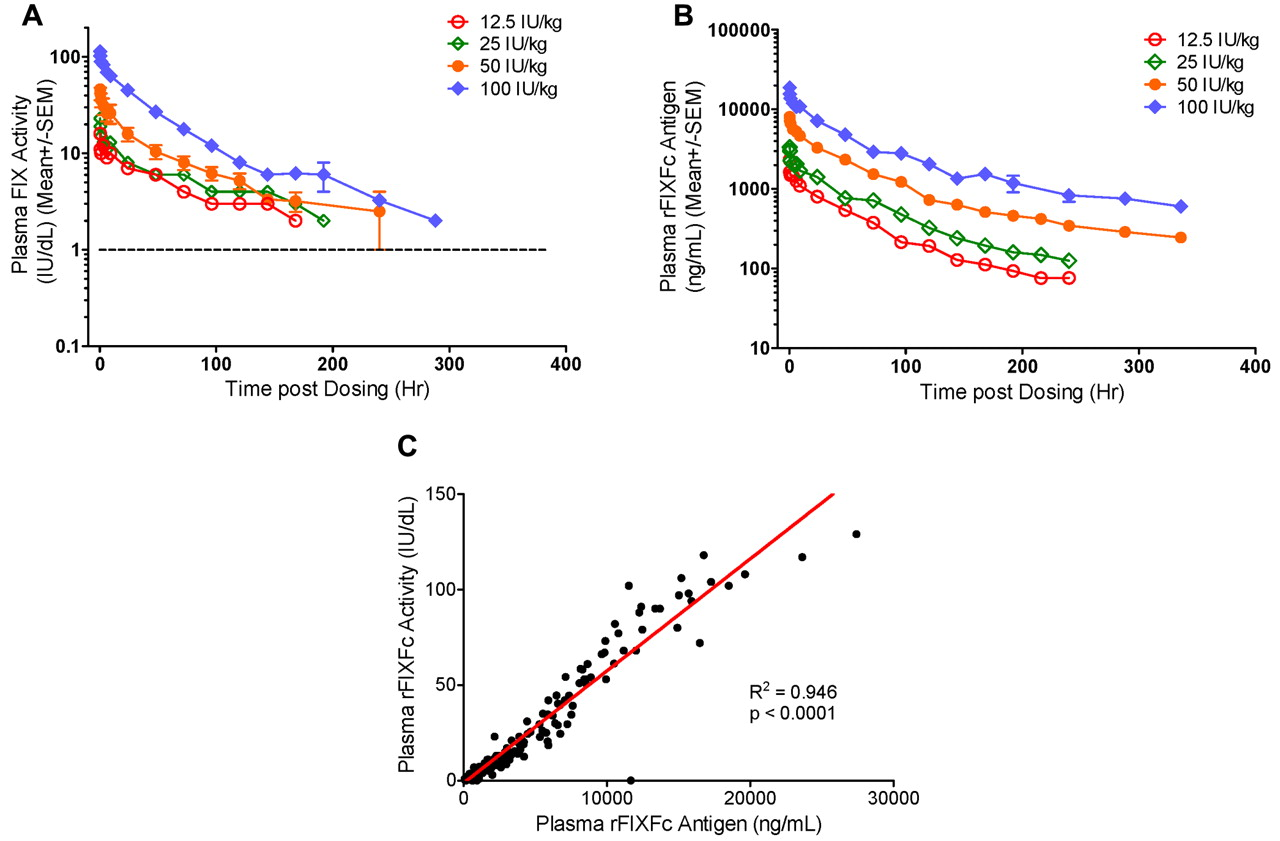 A
12.5 IU/kg
25 IU/kg
50 IU/kg
100 IU/kg
Plasma FIX Activity
(IU/dL) (Mean+/-SEM)
100
10
1
0.1
0
100
200
300
400
Time post Dosing (Hr)
B
12.5 IU/kg
25 IU/kg
50 IU/kg
100 IU/kg
Plasma rFIXFc Antigen
(ng/mL) (Mean+/-SEM)
100000
10000
1000
100
10
0
100
200
300
400
Time post Dosing (Hr)
C
Plasma rFIXFc Activity (IU/dL)
150
100
50
0
R² = 0.946
p < 0.0001
0
10000
20000
30000
Plasma rFIXFc Antigen (ng/mL)